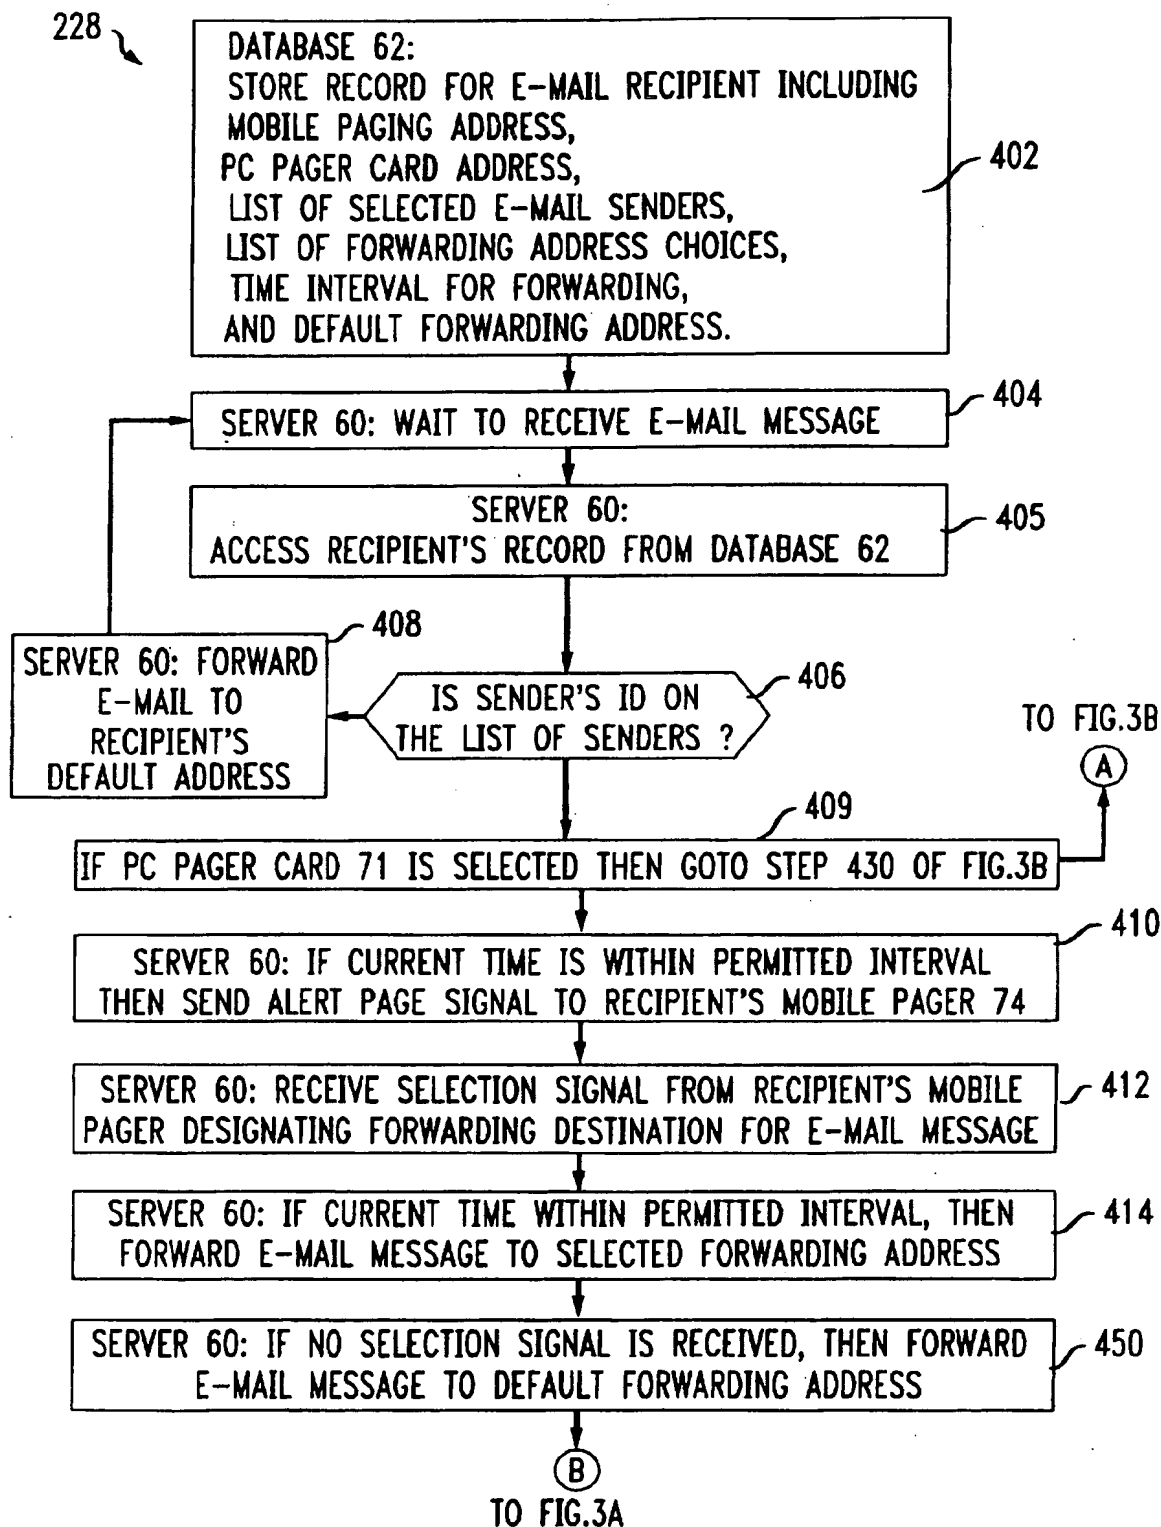 228
DATABASE 62:
STORE RECORD FOR E-MAIL RECIPIENT INCLUDING
MOBILE PAGING ADDRESS,
PC PAGER CARD ADDRESS,
LIST OF SELECTED E-MAIL SENDERS,
LIST OF FORWARDING ADDRESS CHOICES,
TIME INTERVAL FOR FORWARDING,
AND DEFAULT FORWARDING ADDRESS.
402
SERVER 60: WAIT TO RECEIVE E-MAIL MESSAGE
404
SERVER 60:
ACCESS RECIPIENT'S RECORD FROM DATABASE 62
405
408
SERVER 60: FORWARD
E-MAIL TO
RECIPIENT'S
DEFAULT ADDRESS
IS SENDER'S ID ON
THE LIST OF SENDERS ?
406
TO FIG.3B
A
409
IF PC PAGER CARD 71 IS SELECTED THEN GOTO STEP 430 OF FIG.3B
410
SERVER 60: IF CURRENT TIME IS WITHIN PERMITTED INTERVAL
THEN SEND ALERT PAGE SIGNAL TO RECIPIENT'S MOBILE PAGER 74
SERVER 60: RECEIVE SELECTION SIGNAL FROM RECIPIENT'S MOBILE
PAGER DESIGNATING FORWARDING DESTINATION FOR E-MAIL MESSAGE
412
SERVER 60: IF CURRENT TIME WITHIN PERMITTED INTERVAL, THEN
FORWARD E-MAIL MESSAGE TO SELECTED FORWARDING ADDRESS
414
SERVER 60: IF NO SELECTION SIGNAL IS RECEIVED, THEN FORWARD
E-MAIL MESSAGE TO DEFAULT FORWARDING ADDRESS
450
B
TO FIG.3A